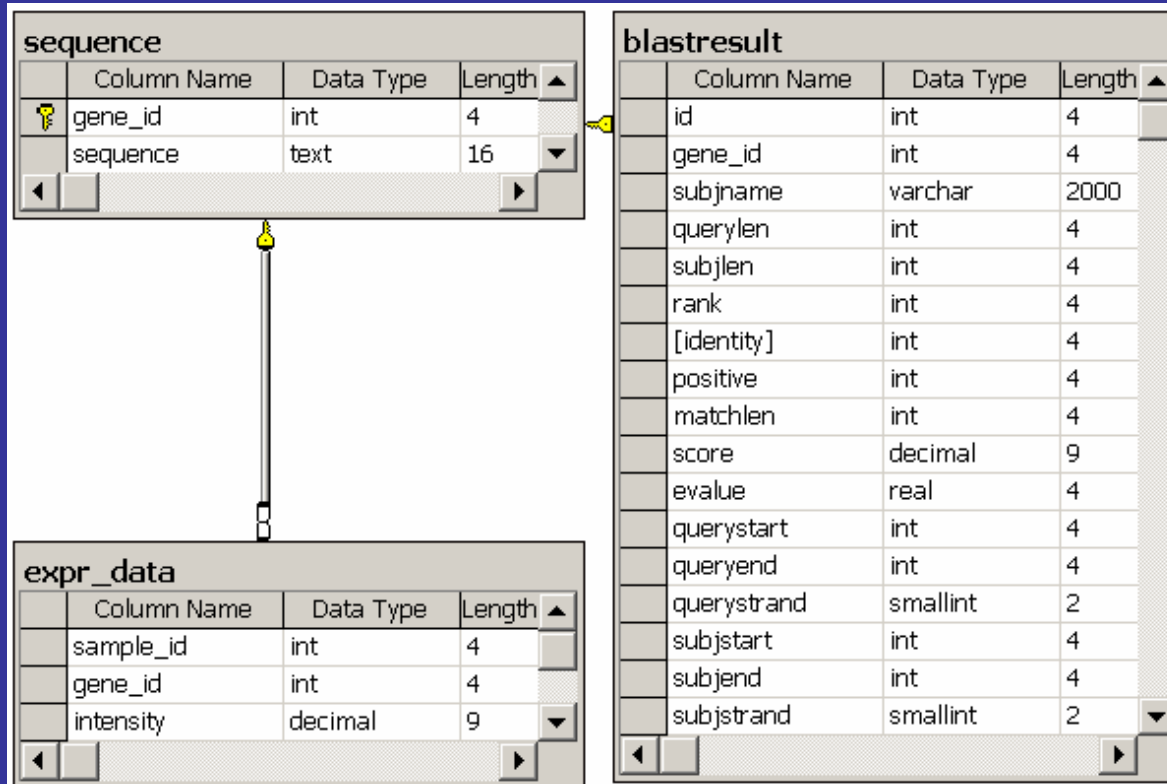 sequence
Column Name Data Type Length
gene_id int 4
sequence text 16
blastresult
Column Name Data Type Length
id int 4
gene_id int 4
subjname varchar 2000
querylen int 4
subjlen int 4
rank int 4
[identity] int 4
positive int 4
matchlen int 4
score decimal 9
evalue real 4
querystart int 4
queryend int 4
querystrand smallint 2
subjstart int 4
subjend int 4
subjstrand smallint 2
expr_data
Column Name Data Type Length
sample_id int 4
gene_id int 4
intensity decimal 9